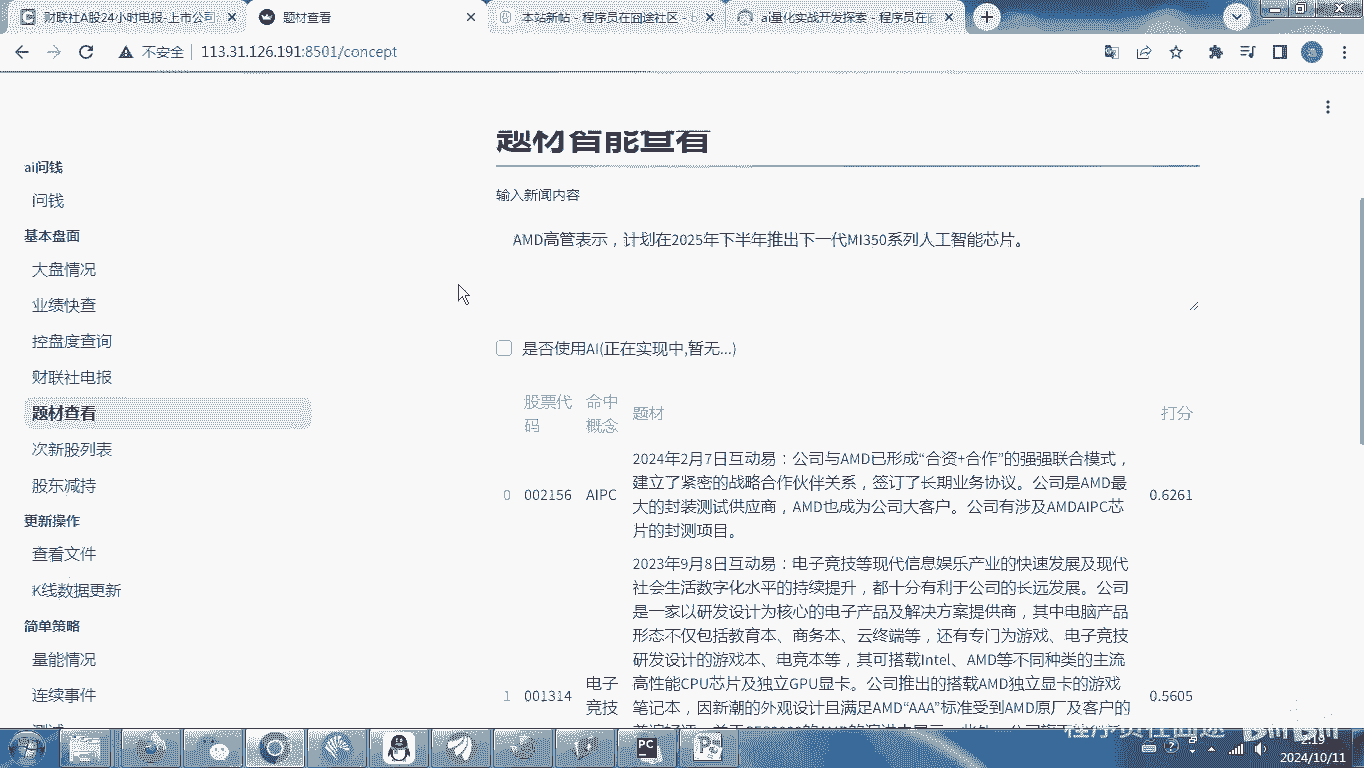 财联社A股24小时电报-上市公司
题材查看
本站新帖 - 程序员在囧途社区 -
ai量化实战开发探索 - 程序员在
不安全
113.31.126.191:8501/concept
题材智能查看
ai问钱
问钱
基本盘面
大盘情况
业绩快查
控盘度查询
财联社电报
题材查看
次新股列表
股东减持
更新操作
查看文件
K线数据更新
简单策略
量能情况
连续事件
测试
输入新闻内容
AMD高管表示，计划在2025年下半年推出下一代MI350系列人工智能芯片。
是否使用AI(正在实现中,暂无...)
股票代码 命中概念 题材 打分
0 002156 AIPC
2024年2月7日互动易：公司与AMD已形成“合资+合作”的强强联合模式，
建立了紧密的战略合作伙伴关系，签订了长期业务协议。公司是AMD最
大的封装测试供应商，AMD也成为公司大客户。公司有涉及AMDAIPC芯
片的封测项目。
0.6261
1 001314 电子竞技
2023年9月8日互动易：电子竞技等现代信息娱乐产业的快速发展及现代
社会生活数字化水平的持续提升，都十分有利于公司的长远发展。公司
是一家以研发设计为核心的电子产品及解决方案提供商，其中电脑产品
形态不仅包括教育本、商务本、云终端等，还有专门为游戏、电子竞技
研发设计的游戏本、电竞本等，其可搭载Intel、AMD等不同种类的主流
高性能CPU芯片及独立GPU显卡。公司推出的搭载AMD独立显卡的游戏
笔记本，因新潮的外观设计且满足AMD“AAA”标准受到AMD原厂及客户的
0.5605
程序员在囧途
bilibili
2:19
2024/10/11